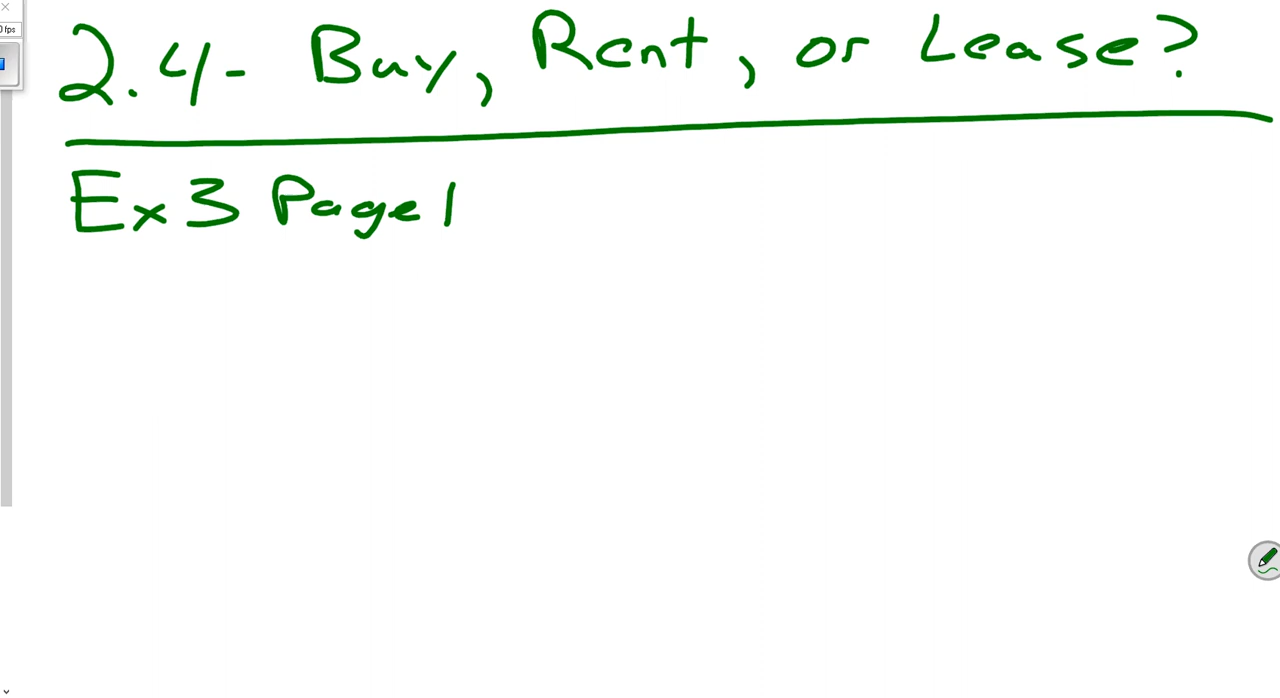 2.4- Buy, Rent, or Lease?
Ex 3 Page 1